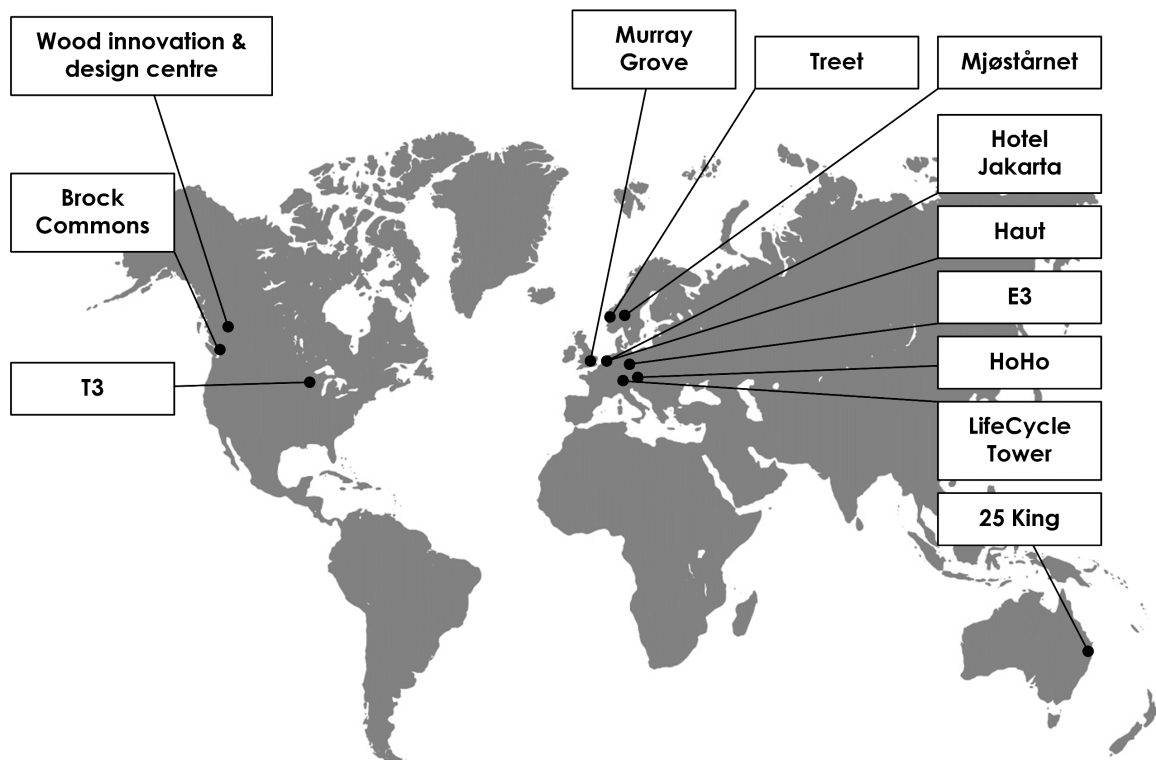 Wood innovation &
design centre
Murray
Grove
Treet
Mjøstårnet
Hotel
Jakarta
Brock
Commons
Haut
E3
HoHo
T3
LifeCycle
Tower
25 King